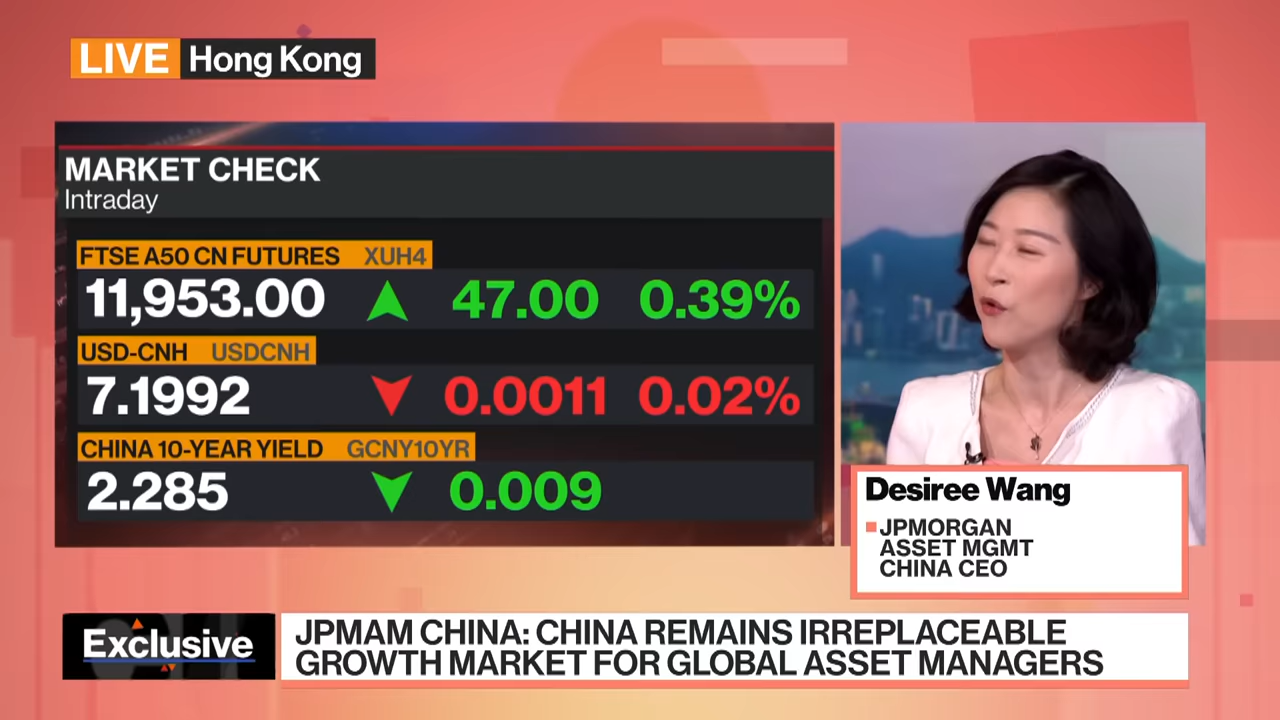 LIVE Hong Kong
MARKET CHECK
Intraday
FTSE A50 CN FUTURES XUH4
11,953.00 ▲ 47.00 0.39%
USD-CNH USDCNH
7.1992 ▼ 0.0011 0.02%
CHINA 10-YEAR YIELD GCNY10YR
2.285 ▼ 0.009
Desiree Wang
JPMORGAN
ASSET MGMT
CHINA CEO
Exclusive
JPMAM CHINA: CHINA REMAINS IRREPLACEABLE
GROWTH MARKET FOR GLOBAL ASSET MANAGERS